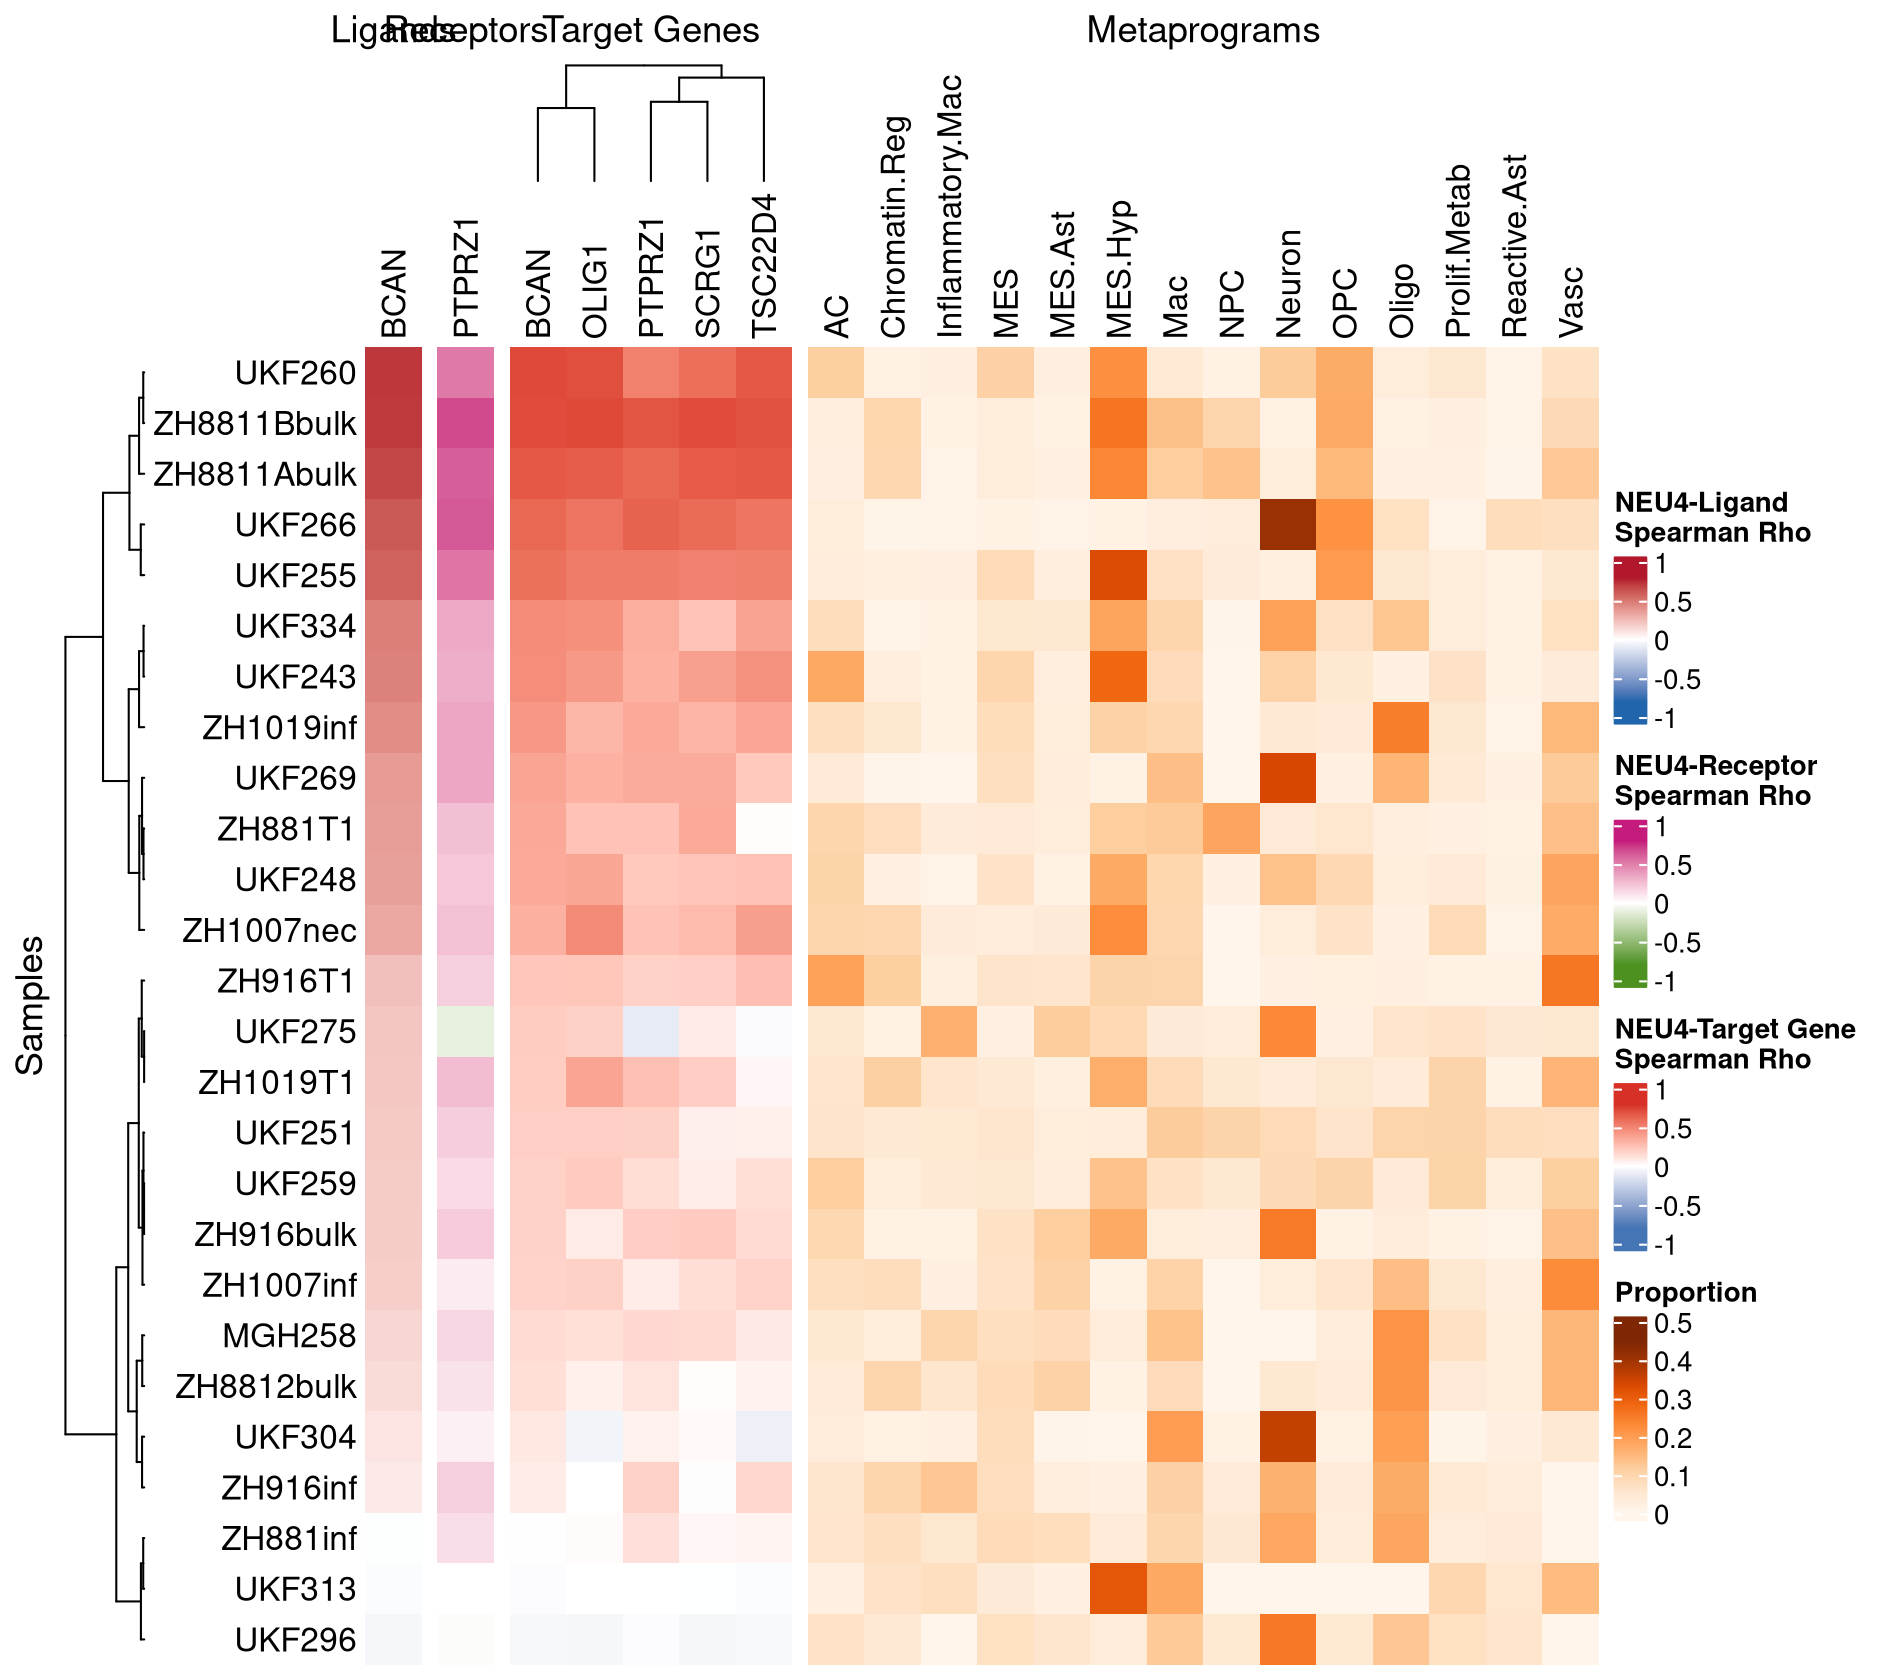 Ligands Receptors Target Genes Metaprograms
BCAN PTPRZ1 BCAN OLIG1 PTPRZ1 SCRG1 TSC22D4 AC Chromatin.Reg Inflammatory.Mac MES MES.Ast MES.Hyp Mac NPC Neuron OPC Oligo Prolif.Metab Reactive.Ast Vasc
Samples
UKF260
ZH8811Bbulk
ZH8811Abulk
UKF266
UKF255
UKF334
UKF243
ZH1019inf
UKF269
ZH881T1
UKF248
ZH1007nec
ZH916T1
UKF275
ZH1019T1
UKF251
UKF259
ZH916bulk
ZH1007inf
MGH258
ZH8812bulk
UKF304
ZH916inf
ZH881inf
UKF313
UKF296
NEU4-Ligand
Spearman Rho
1
0.5
0
-0.5
-1
NEU4-Receptor
Spearman Rho
1
0.5
0
-0.5
-1
NEU4-Target Gene
Spearman Rho
1
0.5
0
-0.5
-1
Proportion
0.5
0.4
0.3
0.2
0.1
0